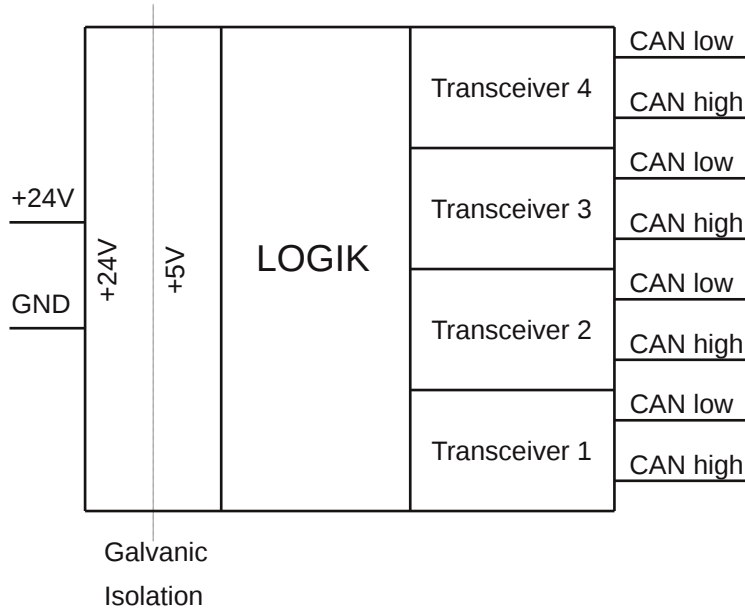 CAN low
Transceiver 4
CAN high
CAN low
+24V
Transceiver 3
CAN high
+24V
+5V
LOGIK
CAN low
GND
Transceiver 2
CAN high
CAN low
Transceiver 1
CAN high
Galvanic
Isolation